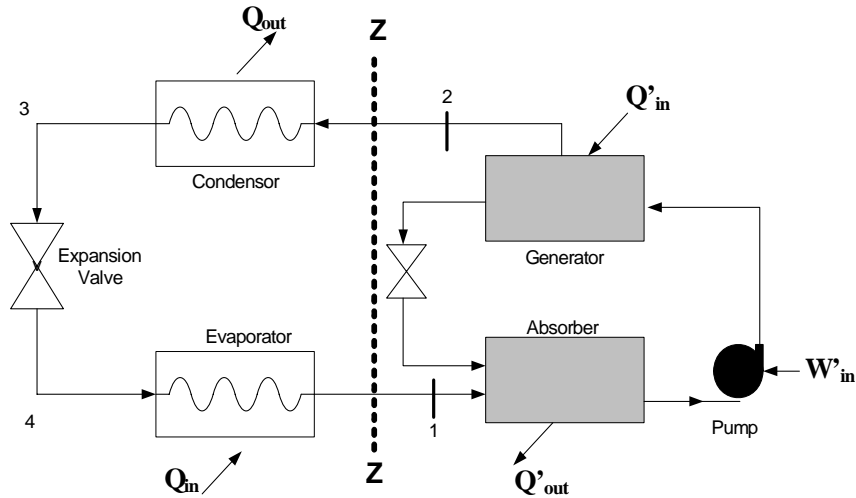 Qout
Z
3
2
Q’in
Condensor
Expansion
Valve
Generator
Evaporator
Absorber
W’in
4
1
Pump
Qin
Z
Q’out